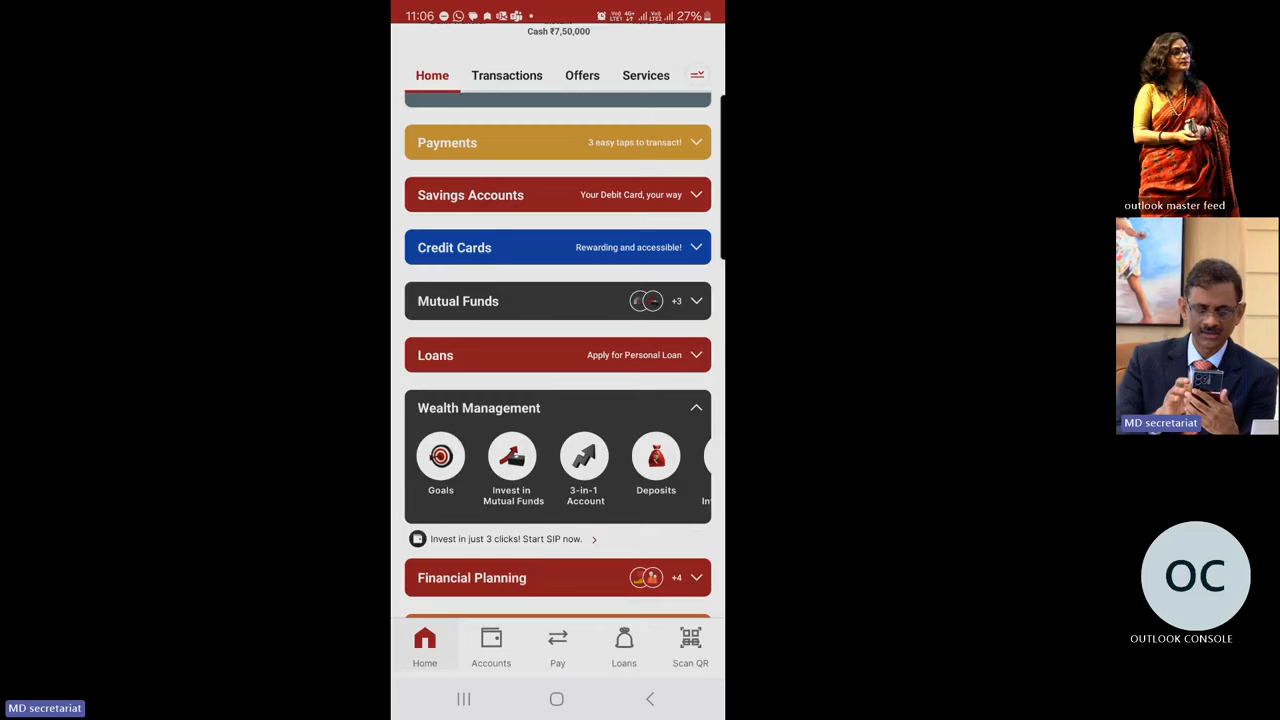 11:06
27%
Cash ₹7,50,000
Home Transactions Offers Services
Payments 3 easy taps to transact!
Savings Accounts Your Debit Card, your way
Credit Cards Rewarding and accessible!
Mutual Funds +3
Loans Apply for Personal Loan
Wealth Management
Goals
Invest in
Mutual Funds
3-in-1
Account
Deposits
Invest in just 3 clicks! Start SIP now.
Financial Planning +4
Home Accounts Pay Loans Scan QR
outlook master feed
MD secretariat
OC
OUTLOOK CONSOLE
MD secretariat